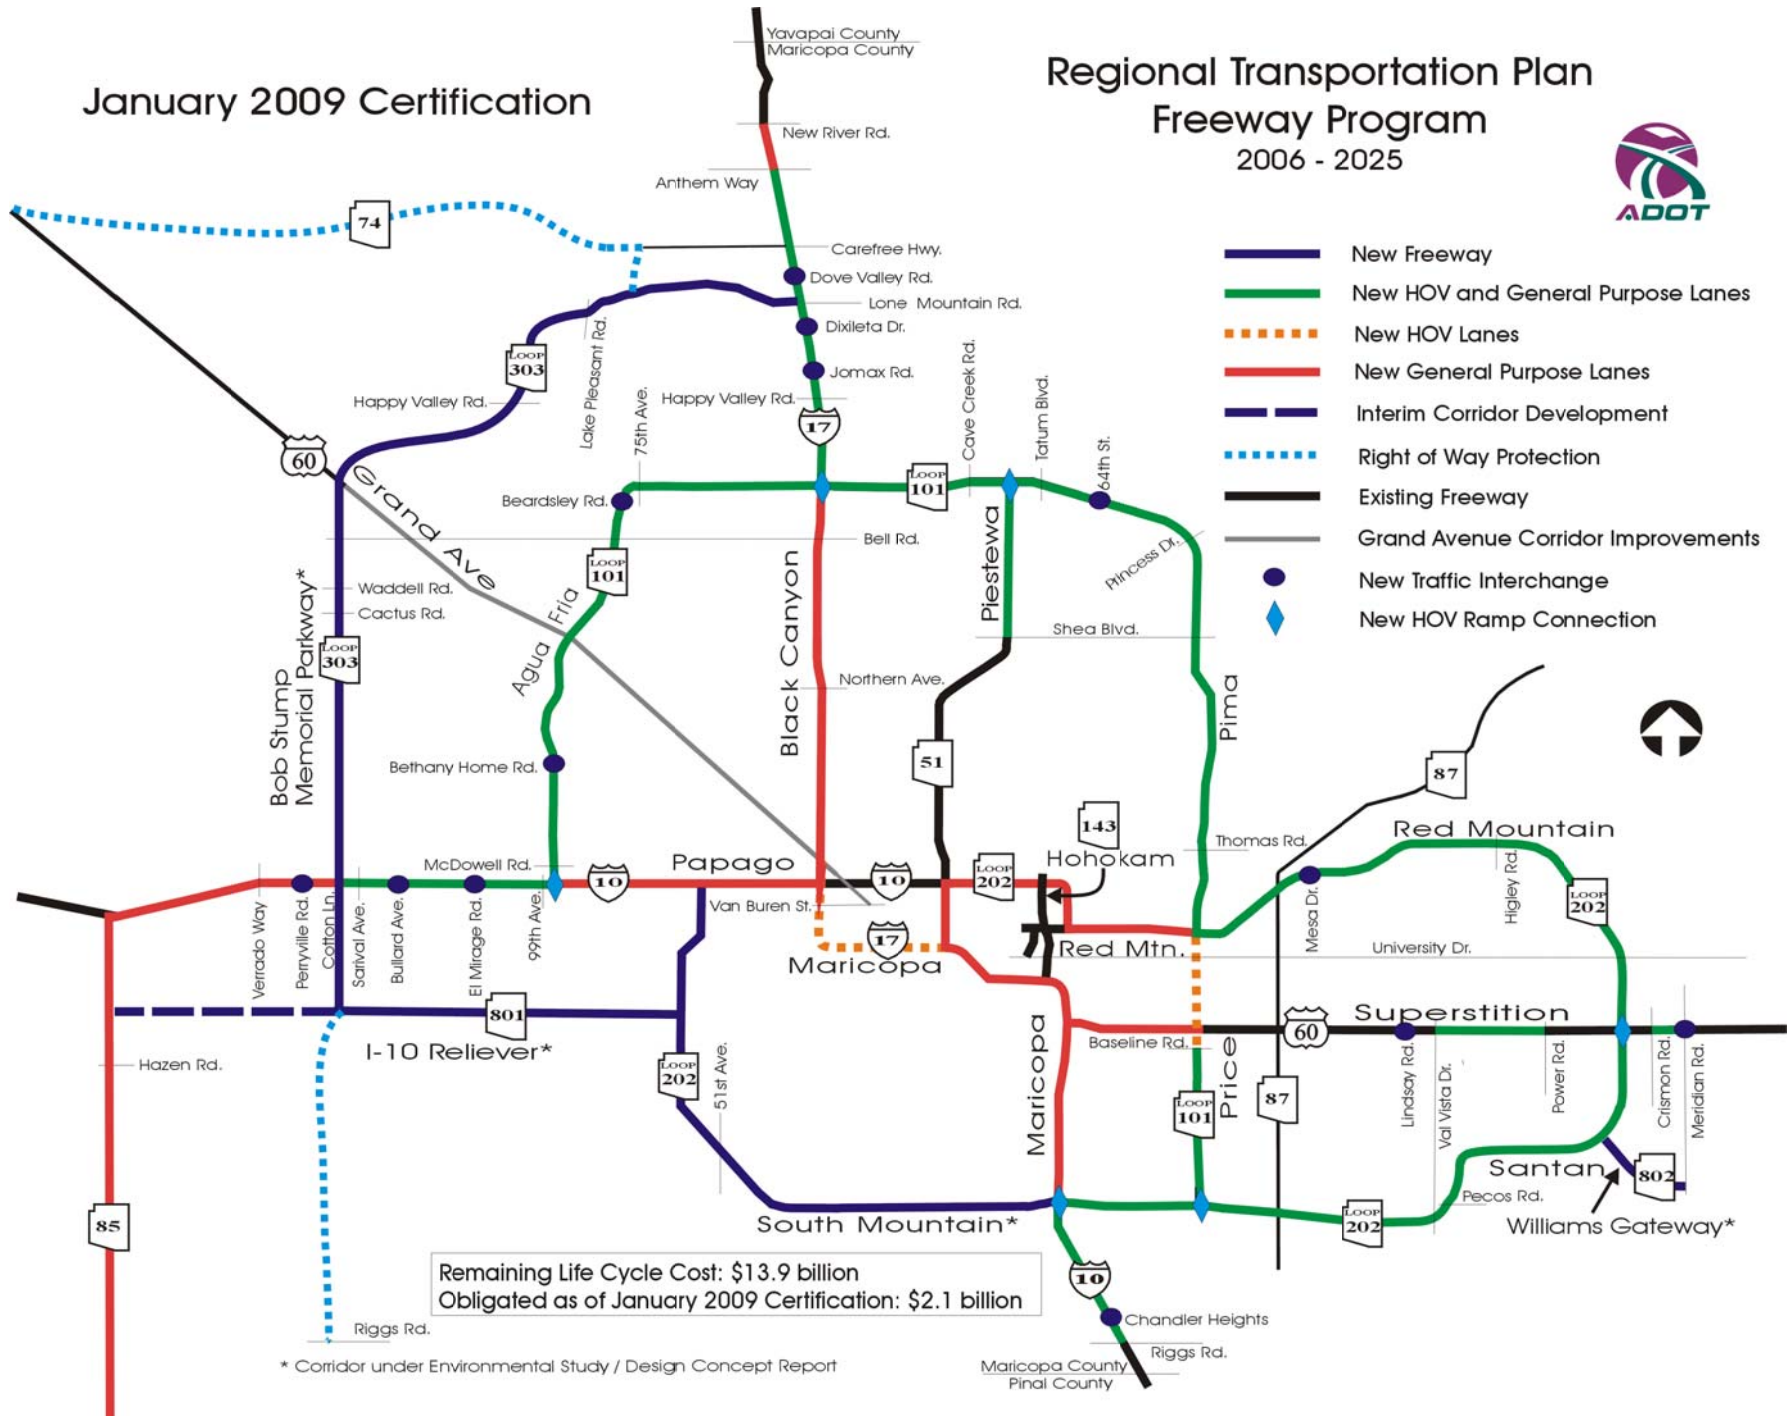 January 2009 Certification
Regional Transportation Plan
Freeway Program
2006 - 2025
ADOT
New Freeway
New HOV and General Purpose Lanes
New HOV Lanes
New General Purpose Lanes
Interim Corridor Development
Right of Way Protection
Existing Freeway
Grand Avenue Corridor Improvements
New Traffic Interchange
New HOV Ramp Connection
Yavapai County
Maricopa County
New River Rd.
Anthem Way
74
Carefree Hwy.
Dove Valley Rd.
Lone Mountain Rd.
Dixileta Dr.
Jomax Rd.
Happy Valley Rd.
17
Lake Pleasant Rd.
LOOP
303
Happy Valley Rd.
60
Grand Ave
75th Ave.
Beardsley Rd.
LOOP
101
Cave Creek Rd.
Tatum Blvd.
64th St.
Bell Rd.
Princess Dr.
LOOP
101
Agua Fria
Waddell Rd.
Cactus Rd.
LOOP
303
Bob Stump
Memorial Parkway*
Black Canyon
Piestewa
Shea Blvd.
Northern Ave.
51
Pima
87
Bethany Home Rd.
McDowell Rd.
10
Papago
10
LOOP
202
143
Hohokam
Thomas Rd.
Red Mountain
LOOP
202
Van Buren St.
17
Maricopa
Red Mtn.
Mesa Dr.
Higley Rd.
University Dr.
Verrado Way
Perryville Rd.
Cotton Ln.
Sarival Ave.
Bullard Ave.
El Mirage Rd.
99th Ave.
801
I-10 Reliever*
Hazen Rd.
LOOP
202
51st Ave.
Maricopa
Baseline Rd.
Price
LOOP
101
87
60
Superstition
Lindsay Rd.
Val Vista Dr.
Power Rd.
Crismon Rd.
Meridian Rd.
Santan
802
Pecos Rd.
Williams Gateway*
LOOP
202
85
South Mountain*
10
Remaining Life Cycle Cost: $13.9 billion
Obligated as of January 2009 Certification: $2.1 billion
Chandler Heights
Riggs Rd.
Riggs Rd.
* Corridor under Environmental Study / Design Concept Report
Maricopa County
Pinal County